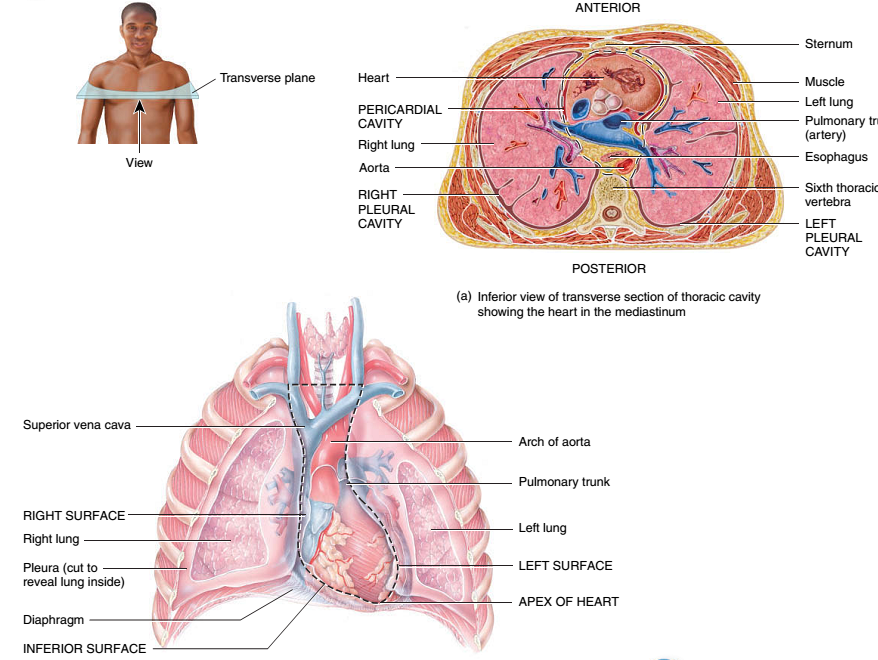 ANTERIOR
Transverse plane
View
Heart
PERICARDIAL
CAVITY
Right lung
Aorta
RIGHT
PLEURAL
CAVITY
Sternum
Muscle
Left lung
Pulmonary
(artery)
Esophagus
Sixth thoracic
vertebra
LEFT
PLEURAL
CAVITY
POSTERIOR
(a) Inferior view of transverse section of thoracic cavity
showing the heart in the mediastinum
Superior vena cava
RIGHT SURFACE
Right lung
Pleura (cut to
reveal lung inside)
Diaphragm
INFERIOR SURFACE
Arch of aorta
Pulmonary trunk
Left lung
LEFT SURFACE
APEX OF HEART